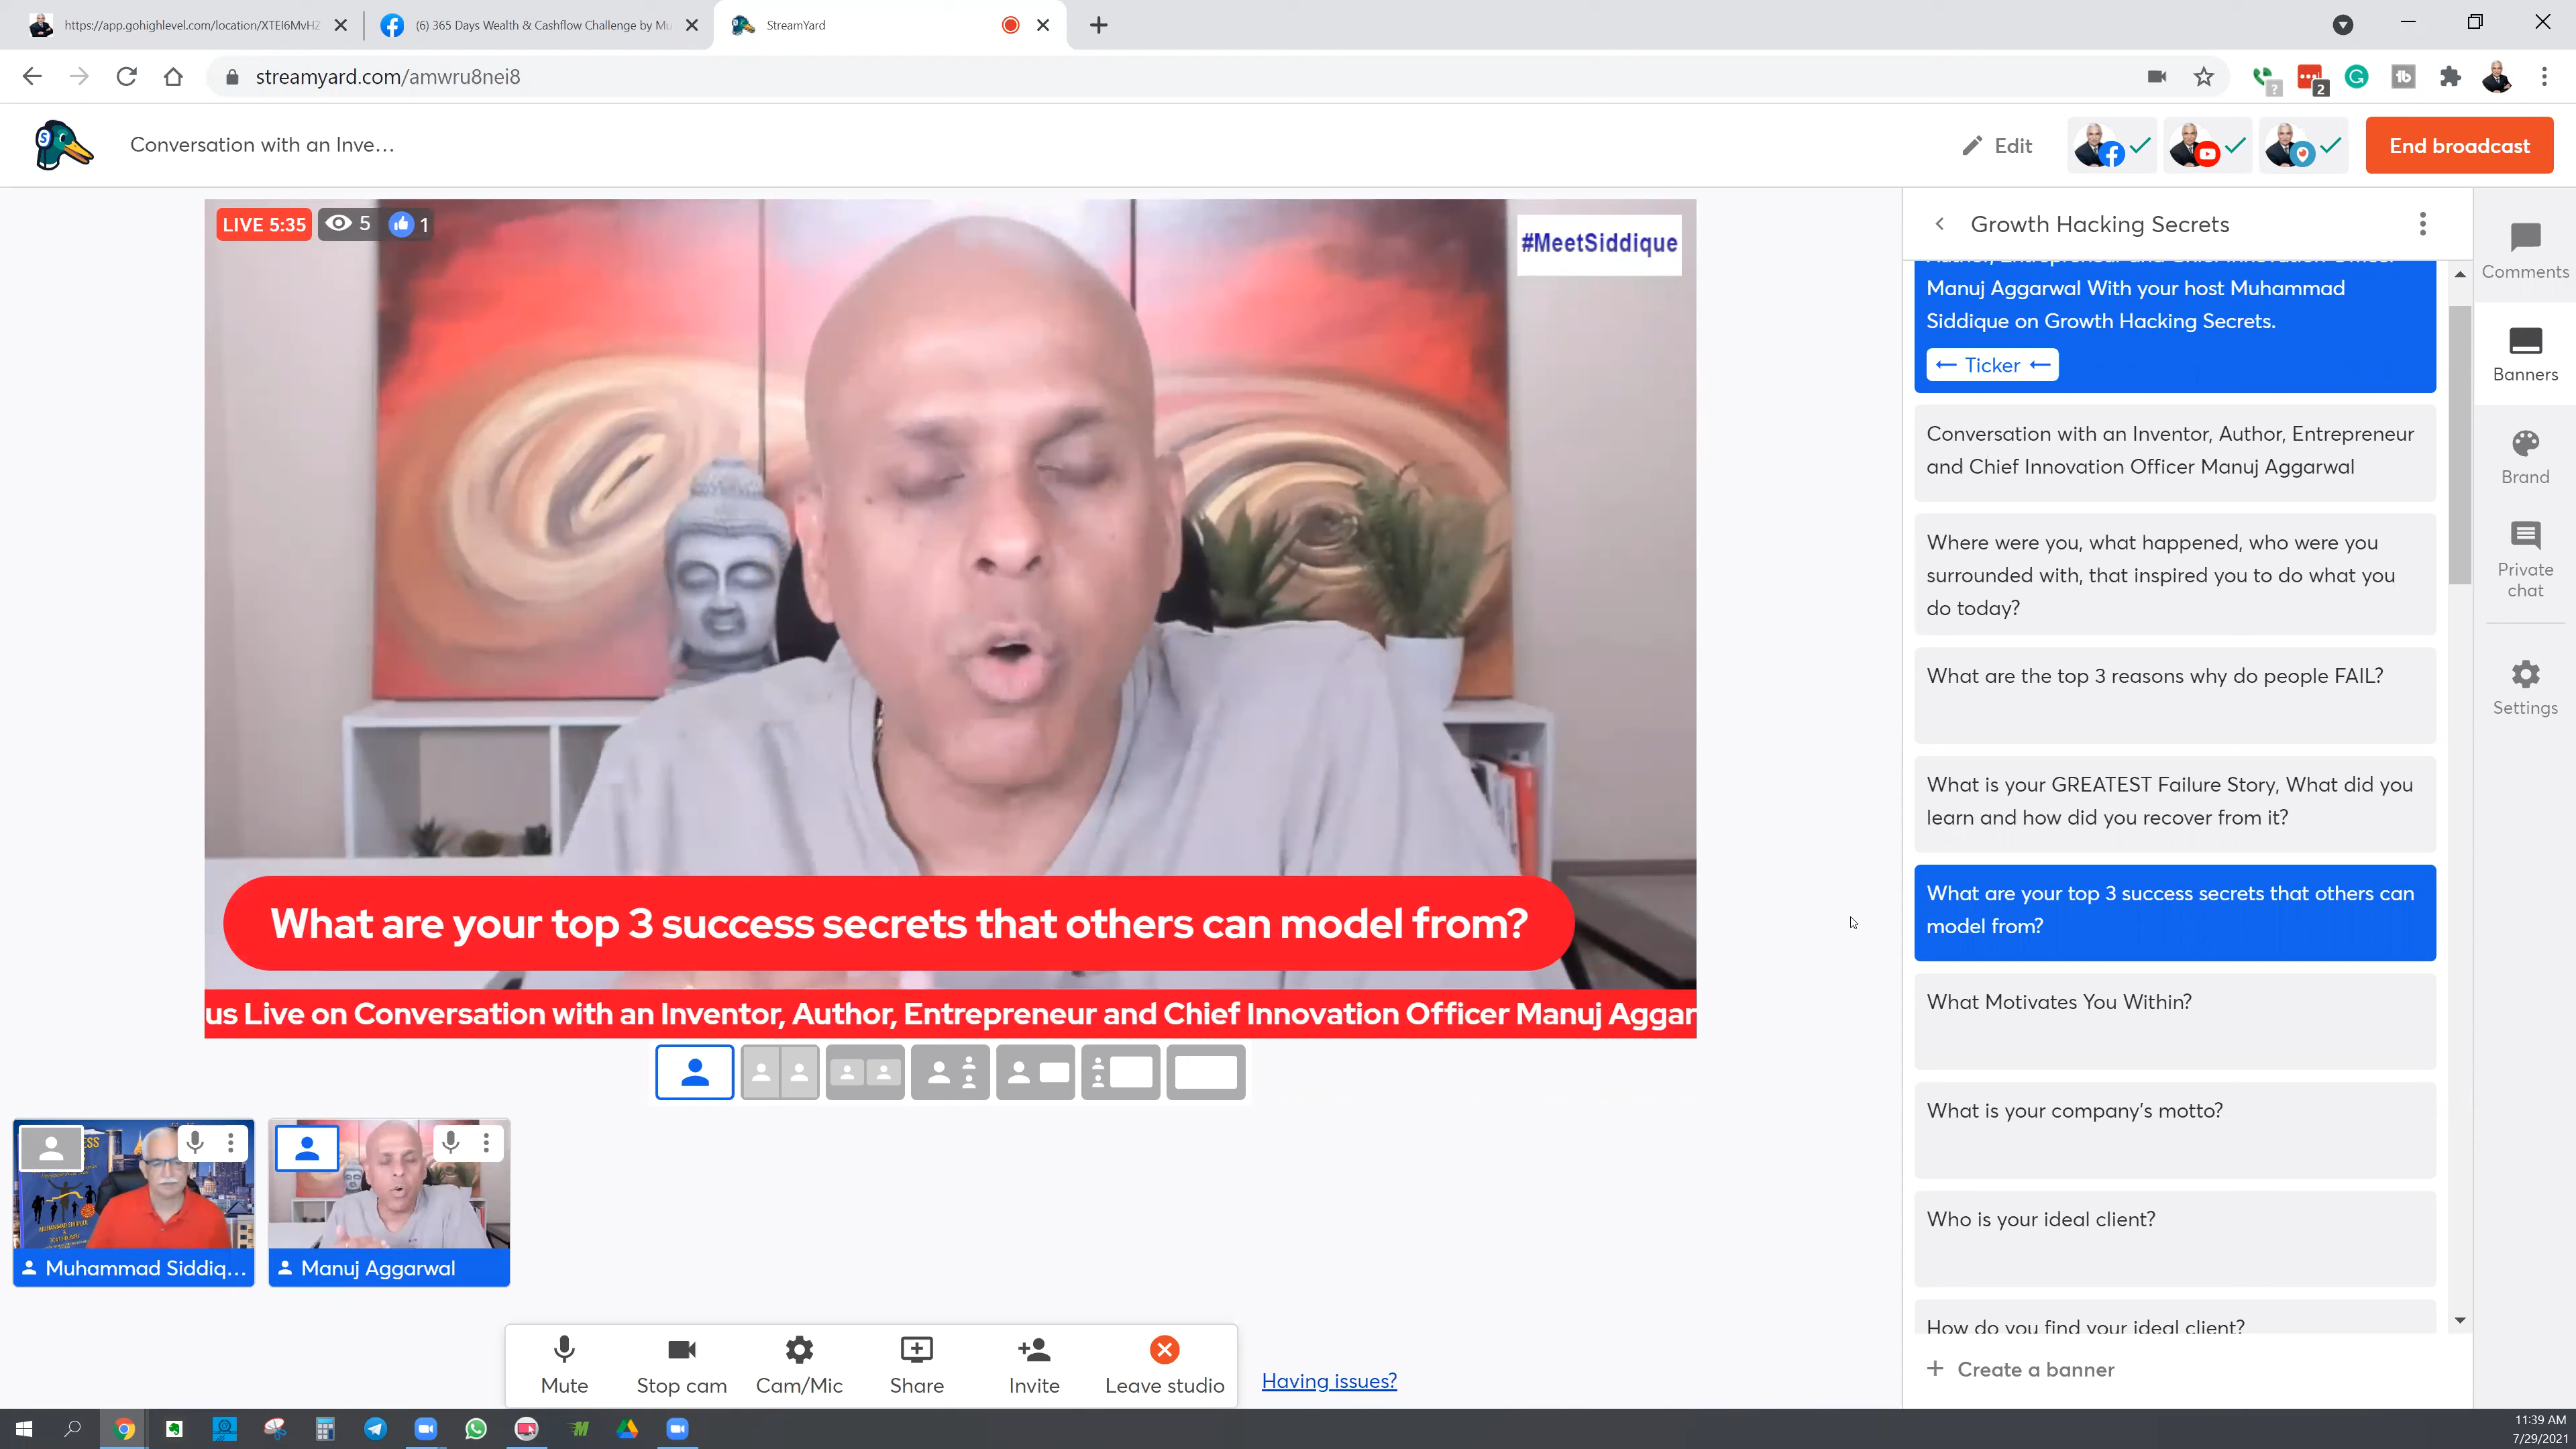 https://app.gohighlevel.com/location/XTEI6MvHZ
(6) 365 Days Wealth & Cashflow Challenge by Mu
StreamYard
streamyard.com/amwru8nei8
2
Conversation with an Inve...
Edit
End broadcast
LIVE 5:35
5
1
#MeetSiddique
What are your top 3 success secrets that others can model from?
us Live on Conversation with an Inventor, Author, Entrepreneur and Chief Innovation Officer Manuj Aggar
Muhammad Siddiq...
Manuj Aggarwal
Mute
Stop cam
Cam/Mic
Share
Invite
Leave studio
Having issues?
Growth Hacking Secrets
Author, Entrepreneur and Chief Innovation Officer
Manuj Aggarwal With your host Muhammad
Siddique on Growth Hacking Secrets.
← Ticker ←
Conversation with an Inventor, Author, Entrepreneur
and Chief Innovation Officer Manuj Aggarwal
Where were you, what happened, who were you
surrounded with, that inspired you to do what you
do today?
What are the top 3 reasons why do people FAIL?
What is your GREATEST Failure Story, What did you
learn and how did you recover from it?
What are your top 3 success secrets that others can
model from?
What Motivates You Within?
What is your company's motto?
Who is your ideal client?
How do you find your ideal client?
+ Create a banner
Comments
Banners
Brand
Private
chat
Settings
11:39 AM
7/29/2021